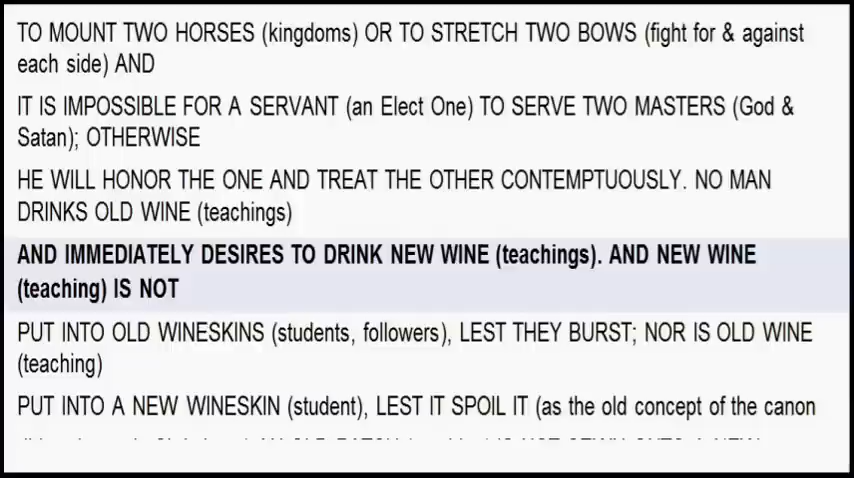 TO MOUNT TWO HORSES (kingdoms) OR TO STRETCH TWO BOWS (fight for & against
each side) AND
IT IS IMPOSSIBLE FOR A SERVANT (an Elect One) TO SERVE TWO MASTERS (God &
Satan); OTHERWISE
HE WILL HONOR THE ONE AND TREAT THE OTHER CONTEMPTUOUSLY. NO MAN
DRINKS OLD WINE (teachings)
AND IMMEDIATELY DESIRES TO DRINK NEW WINE (teachings). AND NEW WINE
(teaching) IS NOT
PUT INTO OLD WINESKINS (students, followers), LEST THEY BURST; NOR IS OLD WINE
(teaching)
PUT INTO A NEW WINESKIN (student), LEST IT SPOIL IT (as the old concept of the canon